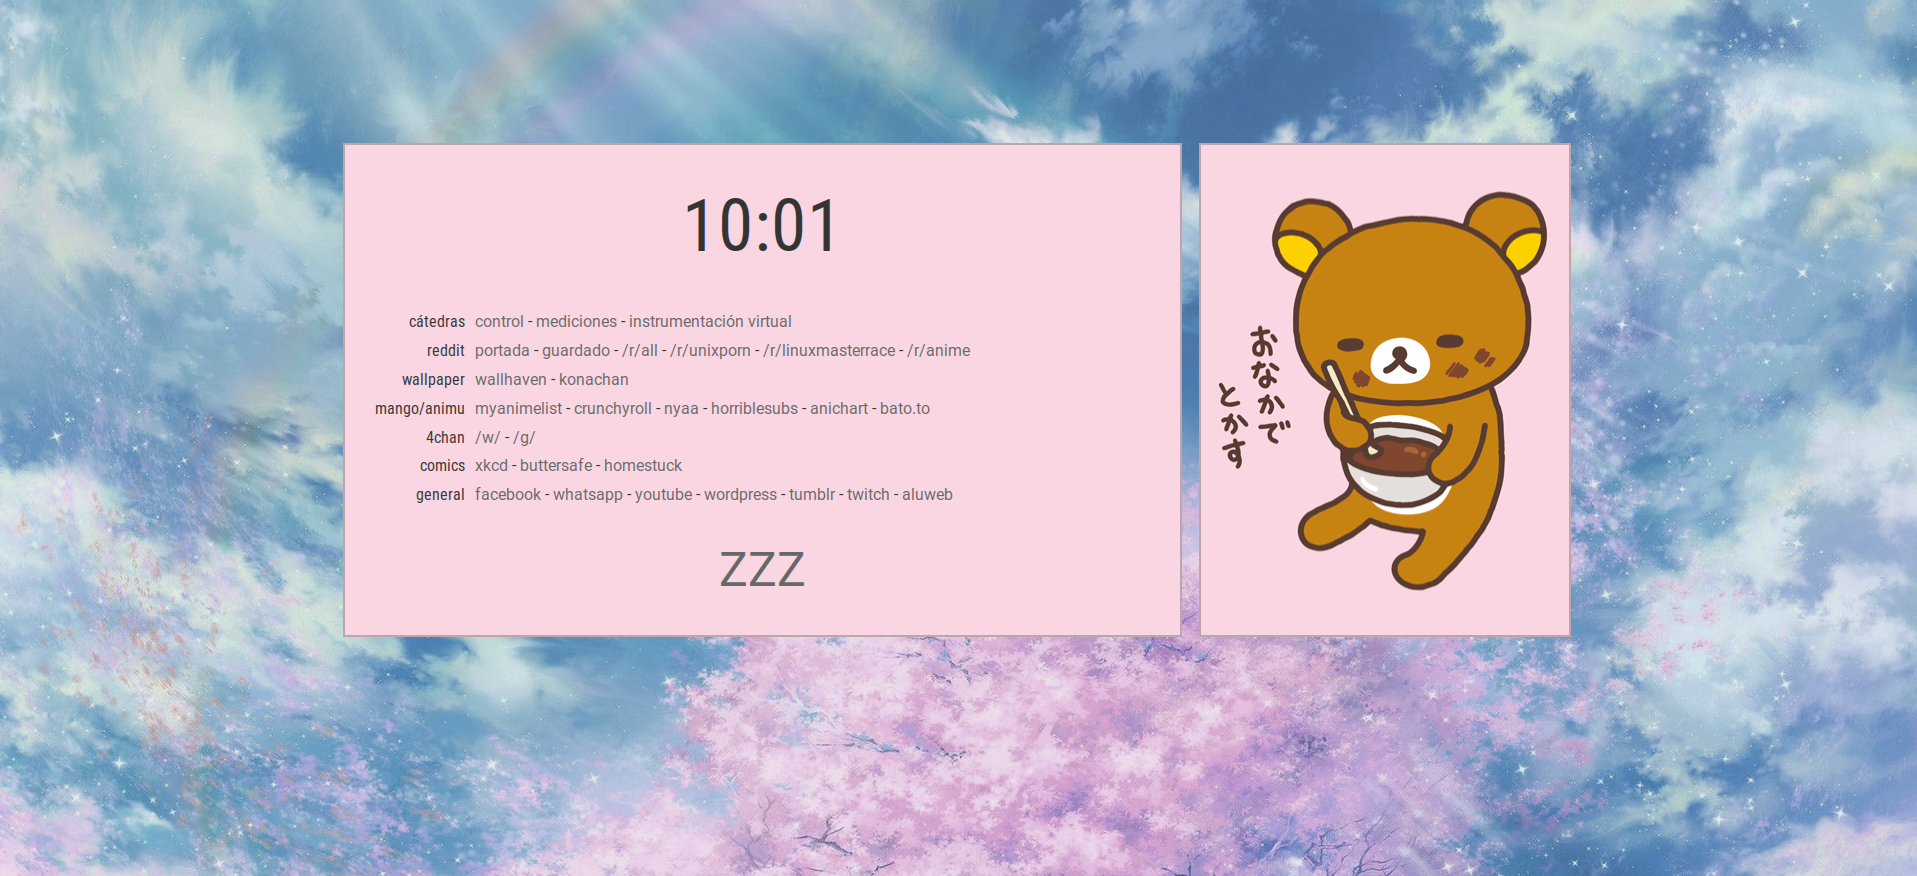 10:01
cátedras control - mediciones - instrumentación virtual
reddit portada - guardado - /r/all - /r/unixporn - /r/linuxmasterrace - /r/anime
wallpaper wallhaven - konachan
mango/animu myanimelist - crunchyroll - nyaa - horriblesubs - anichart - bato.to
4chan /w/ - /g/
comics xkcd - buttersafe - homestuck
general facebook - whatsapp - youtube - wordpress - tumblr - twitch - aluweb
ZZZ
おなかで
とかす